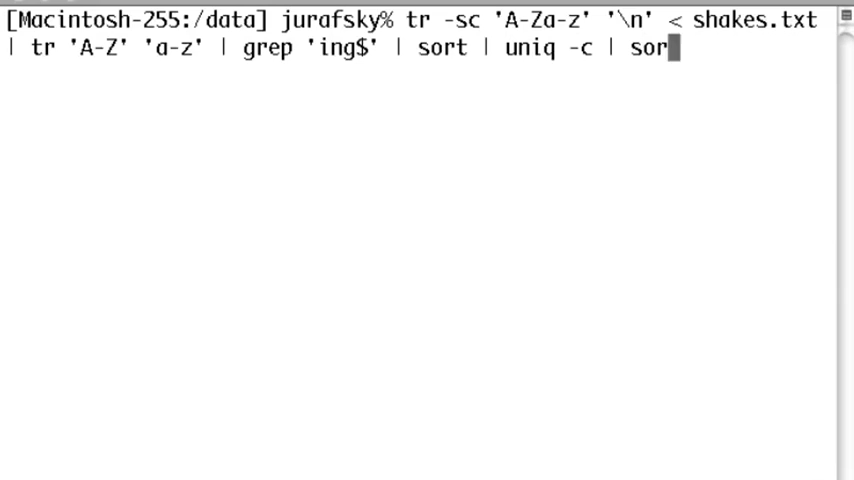 [Macintosh-255:/data] jurafsky% tr -sc 'A-Za-z' '\n' < shakes.txt
| tr 'A-Z' 'a-z' | grep 'ing$' | sort | uniq -c | sor